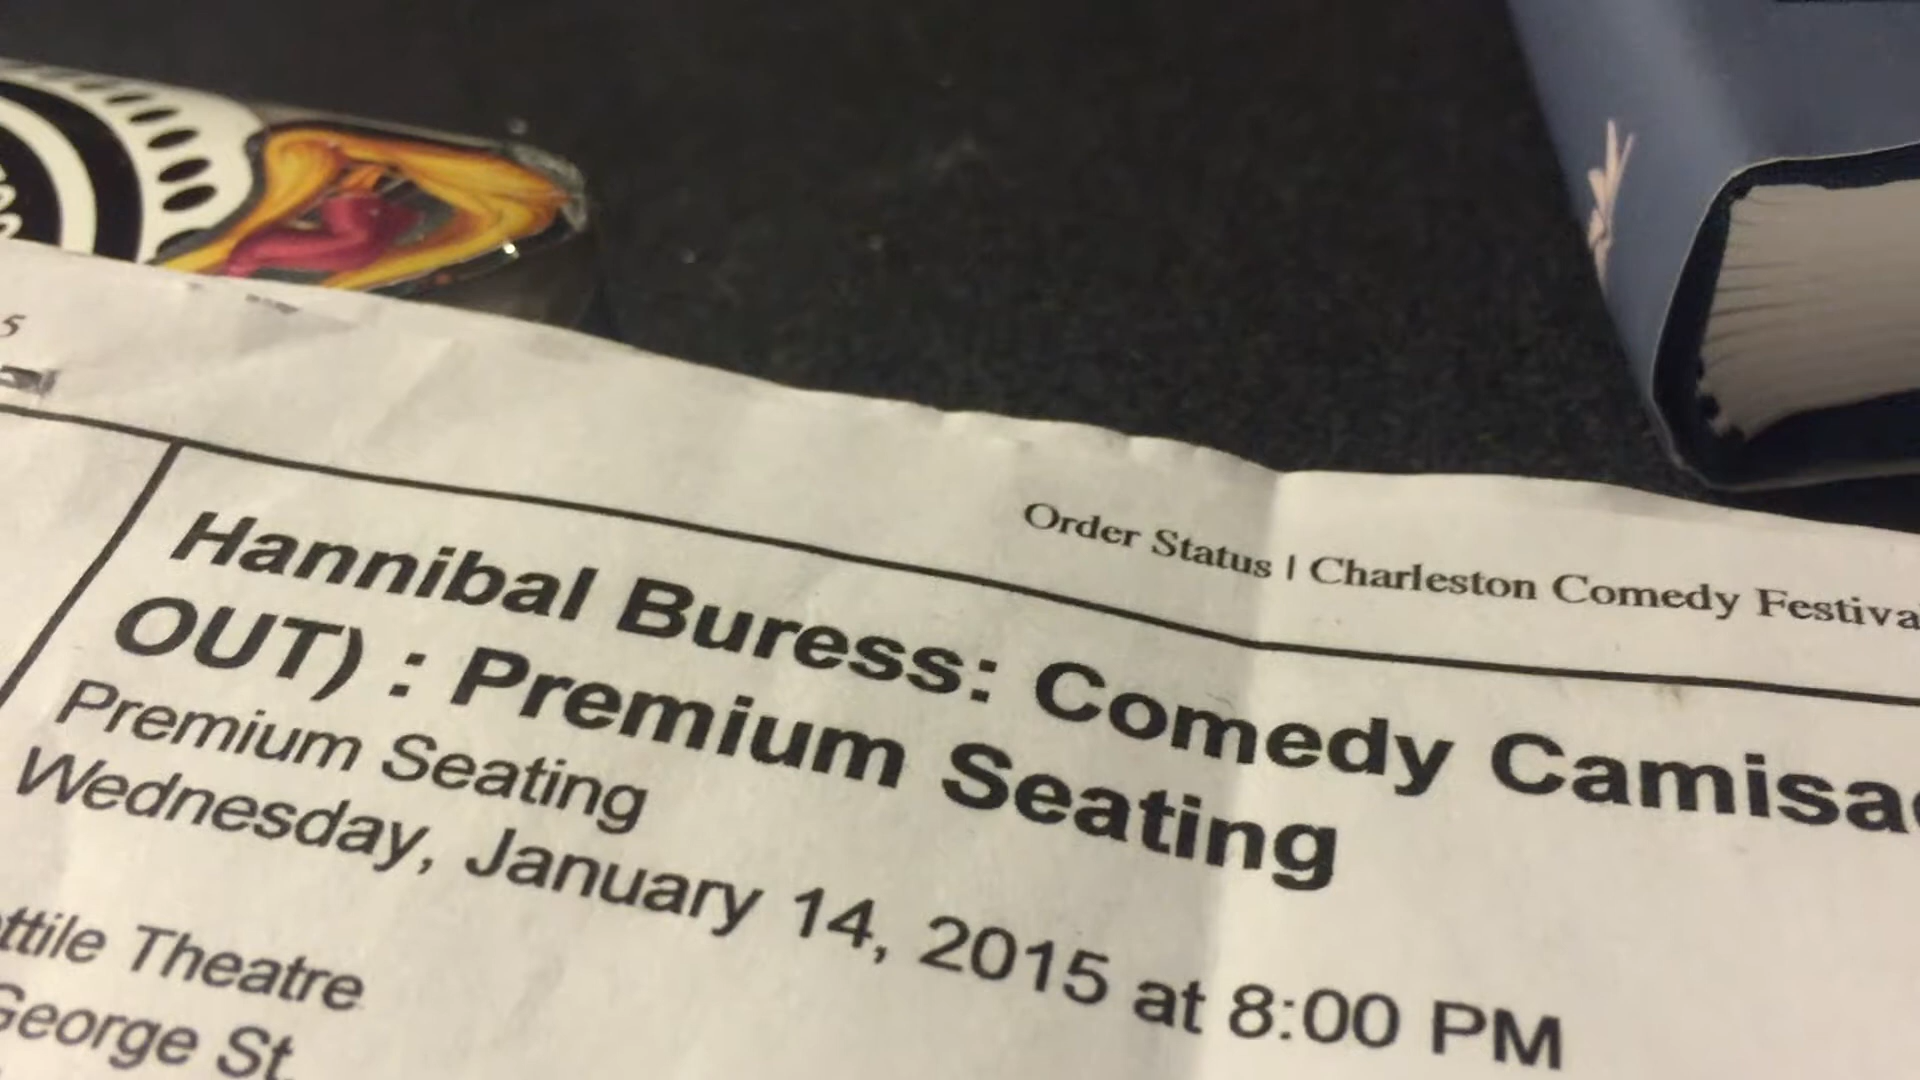 5
Order Status | Charleston Comedy Festiva
Hannibal Buress: Comedy Camisa
OUT) : Premium Seating
Premium Seating
Wednesday, January 14, 2015 at 8:00 PM
ttile Theatre
George St.